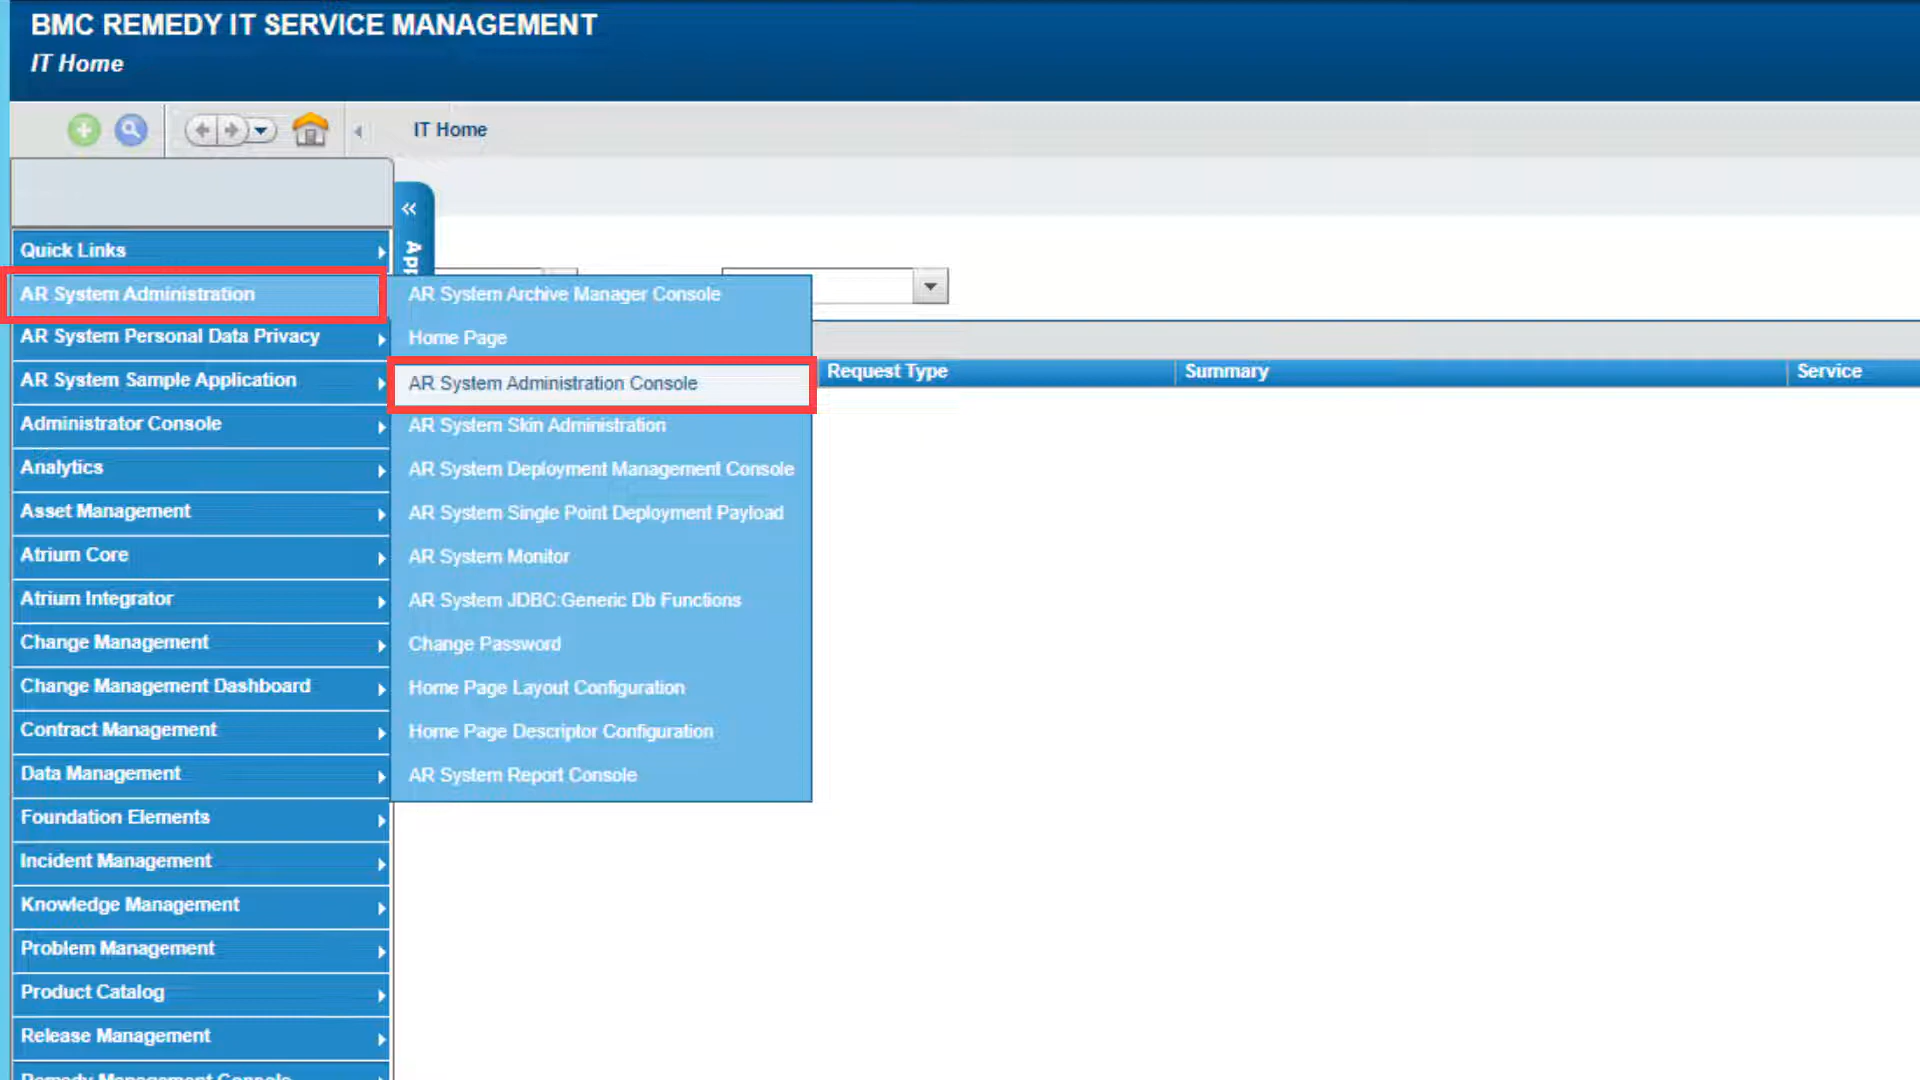 BMC REMEDY IT SERVICE MANAGEMENT
IT Home
IT Home
«
App
Quick Links
AR System Administration
AR System Personal Data Privacy
AR System Sample Application
Administrator Console
Analytics
Asset Management
Atrium Core
Atrium Integrator
Change Management
Change Management Dashboard
Contract Management
Data Management
Foundation Elements
Incident Management
Knowledge Management
Problem Management
Product Catalog
Release Management
Remedy Management Console
AR System Archive Manager Console
Home Page
AR System Administration Console
AR System Skin Administration
AR System Deployment Management Console
AR System Single Point Deployment Payload
AR System Monitor
AR System JDBC:Generic Db Functions
Change Password
Home Page Layout Configuration
Home Page Descriptor Configuration
AR System Report Console
Request Type
Summary
Service